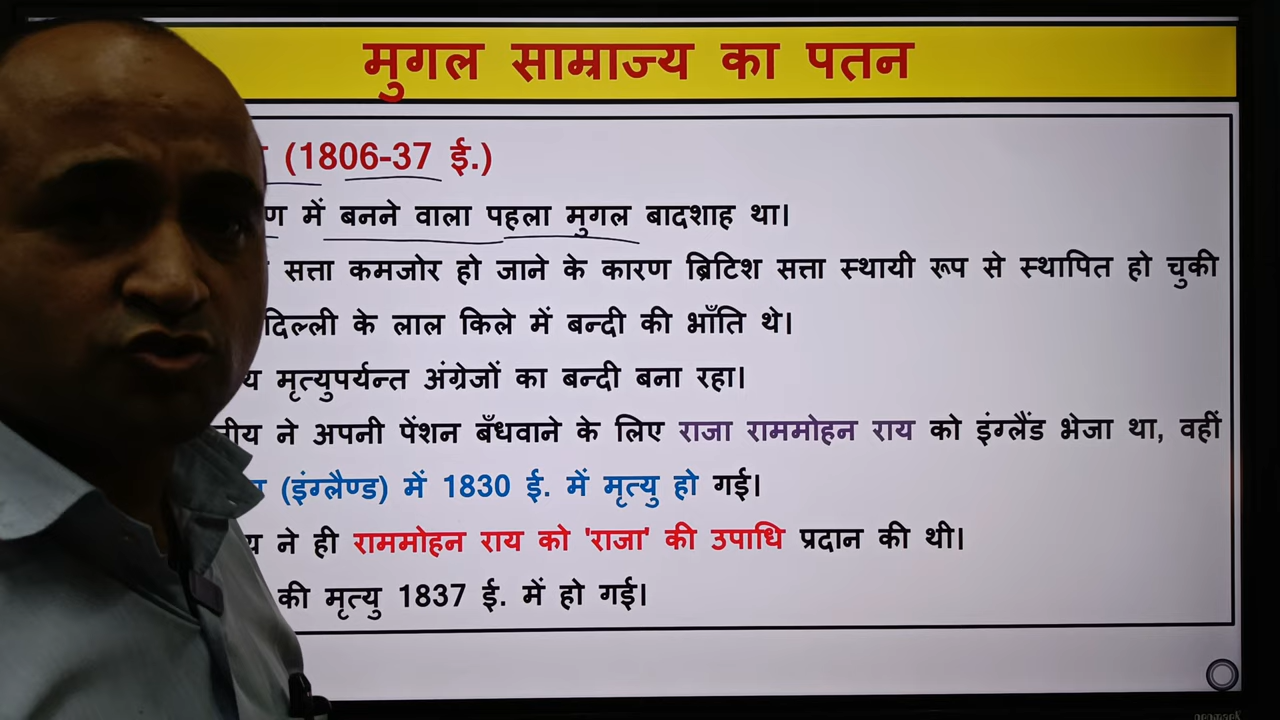 मुगल साम्राज्य का पतन
(1806-37 ई.)
में बनने वाला पहला मुगल बादशाह था।
सत्ता कमजोर हो जाने के कारण ब्रिटिश सत्ता स्थायी रूप से स्थापित हो चुकी
दिल्ली के लाल किले में बन्दी की भाँति थे।
मृत्युपर्यन्त अंग्रेजों का बन्दी बना रहा।
ने अपनी पेंशन बँधवाने के लिए राजा राममोहन राय को इंग्लैंड भेजा था, वहीं
(इंग्लैण्ड) में 1830 ई. में मृत्यु हो गई।
ने ही राममोहन राय को 'राजा' की उपाधि प्रदान की थी।
की मृत्यु 1837 ई. में हो गई।